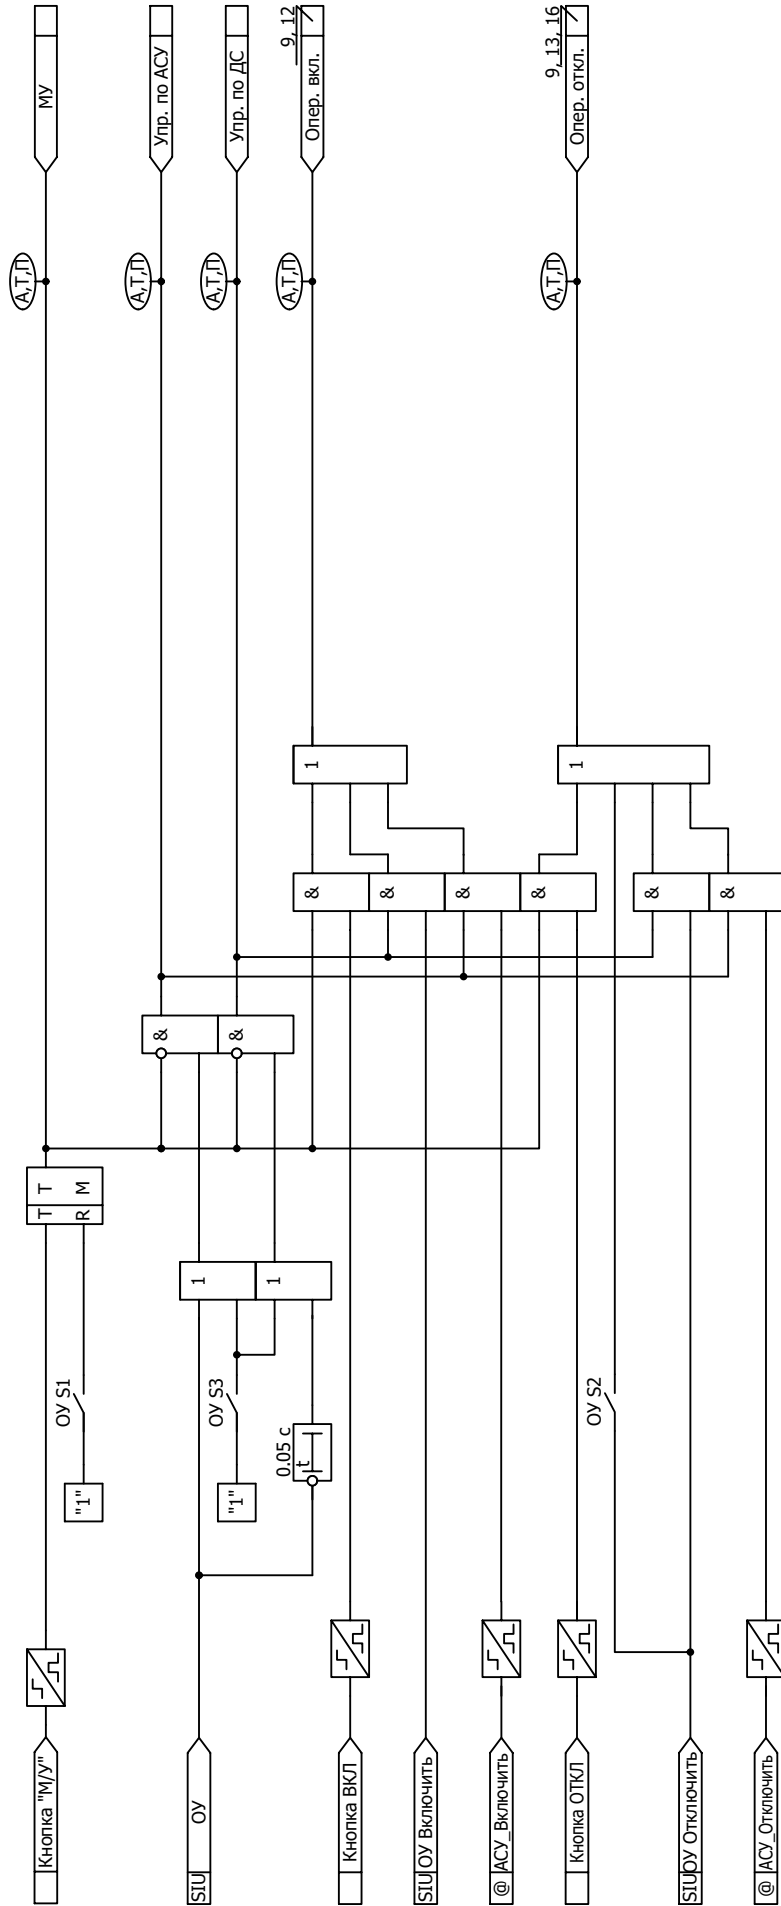 Кнопка "М/У"
"1"
ОУ S1
T T
R M
МУ
А,Т,П
SIU ОУ
"1"
ОУ S3
0.05 с
t
1
1
&
&
Упр. по АСУ
А,Т,П
Упр. по ДС
А,Т,П
Кнопка ВКЛ
SIU ОУ Включить
@ АСУ_Включить
&
&
&
&
1
Опер. вкл.
9, 12
А,Т,П
Кнопка ОТКЛ
SIU ОУ Отключить
@ АСУ_Отключить
ОУ S2
&
&
1
Опер. откл.
9, 13, 16
А,Т,П